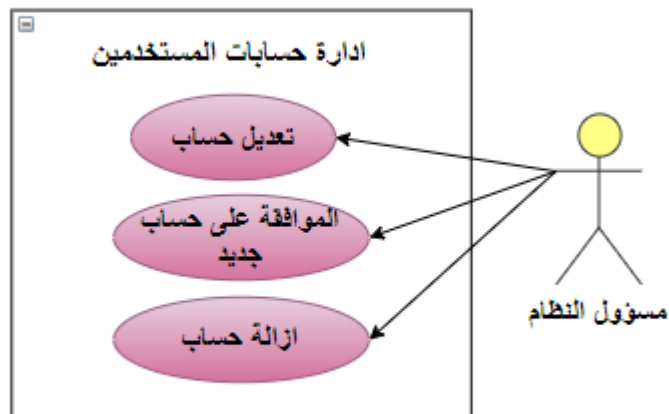 ادارة حسابات المستخدمين
تعديل حساب
الموافقة على حساب
جديد
ازالة حساب
مسؤول النظام